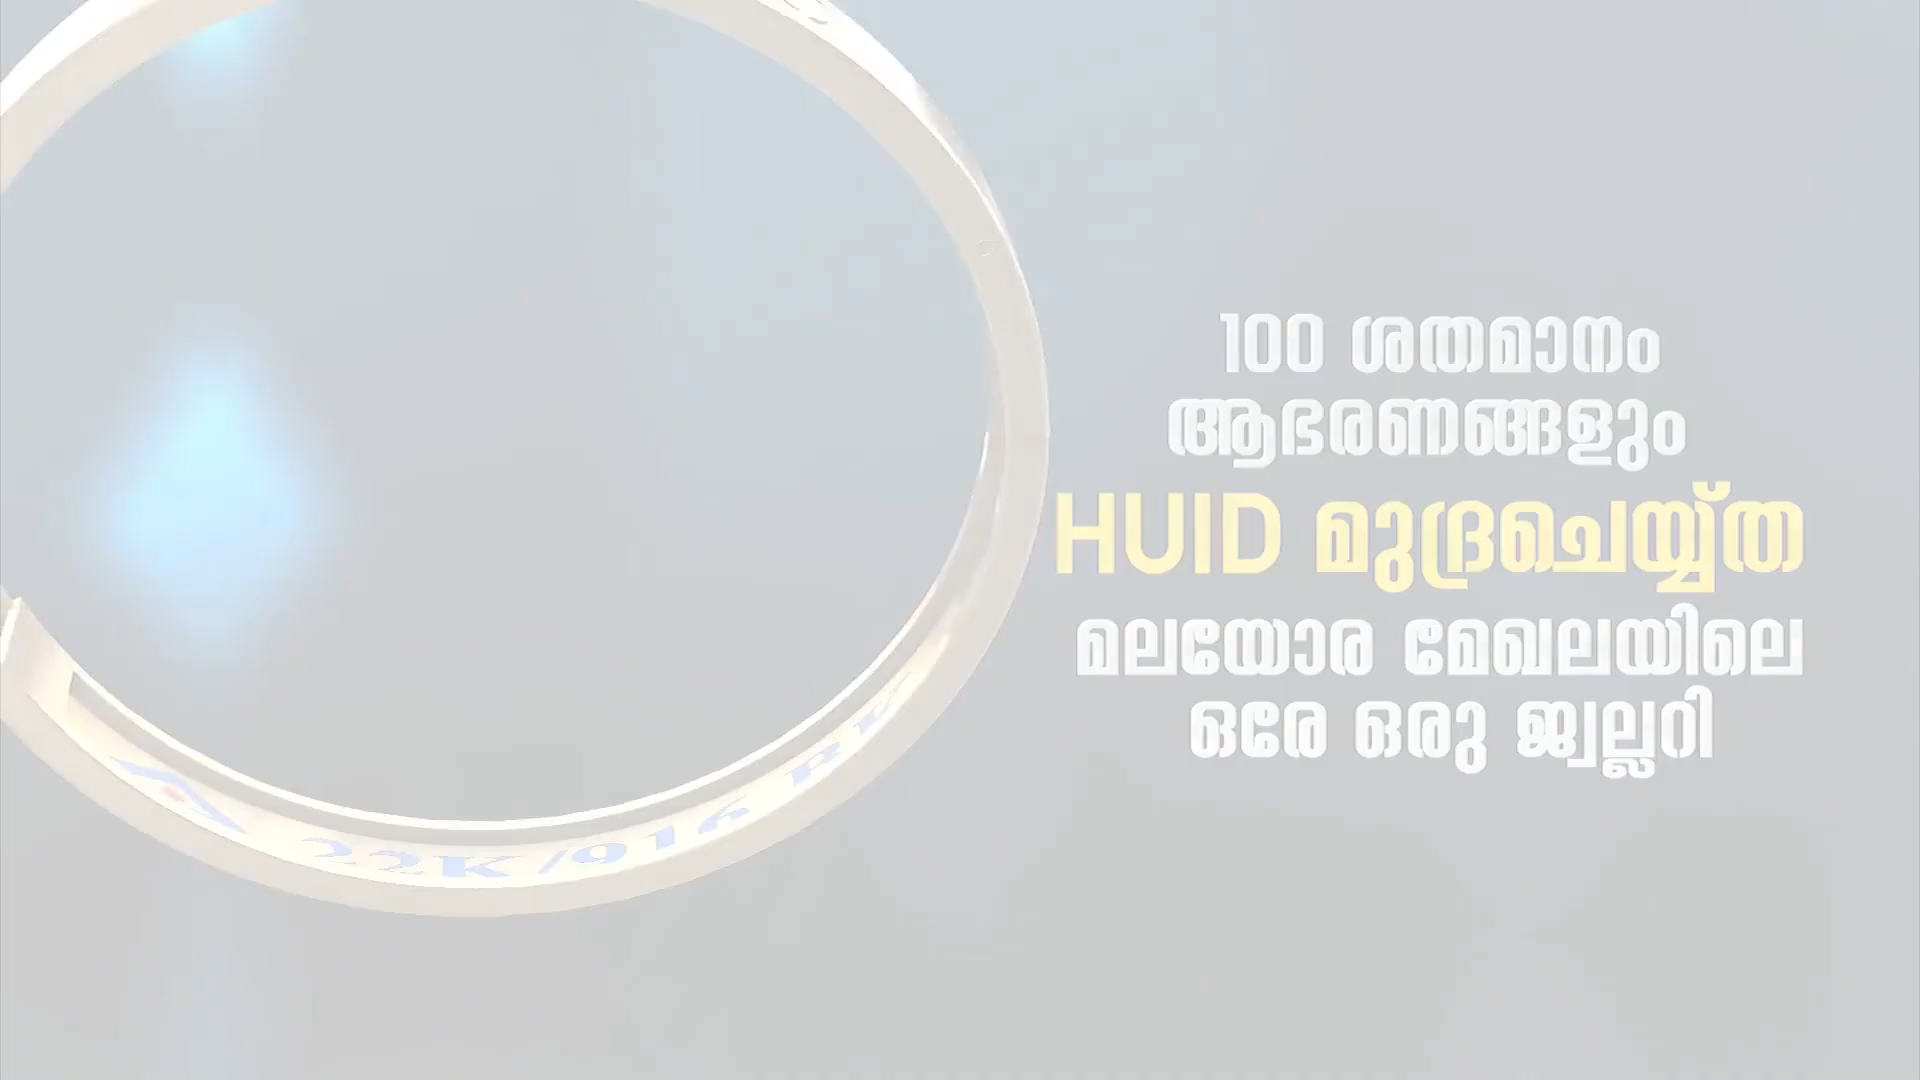 100 ശതമാനം
ആഭരണങ്ങളും
HUID മുദ്രചെയ്ത
മലയോര മേഖലയിലെ
ഒരേ ഒരു ജ്വല്ലറി
22K/916